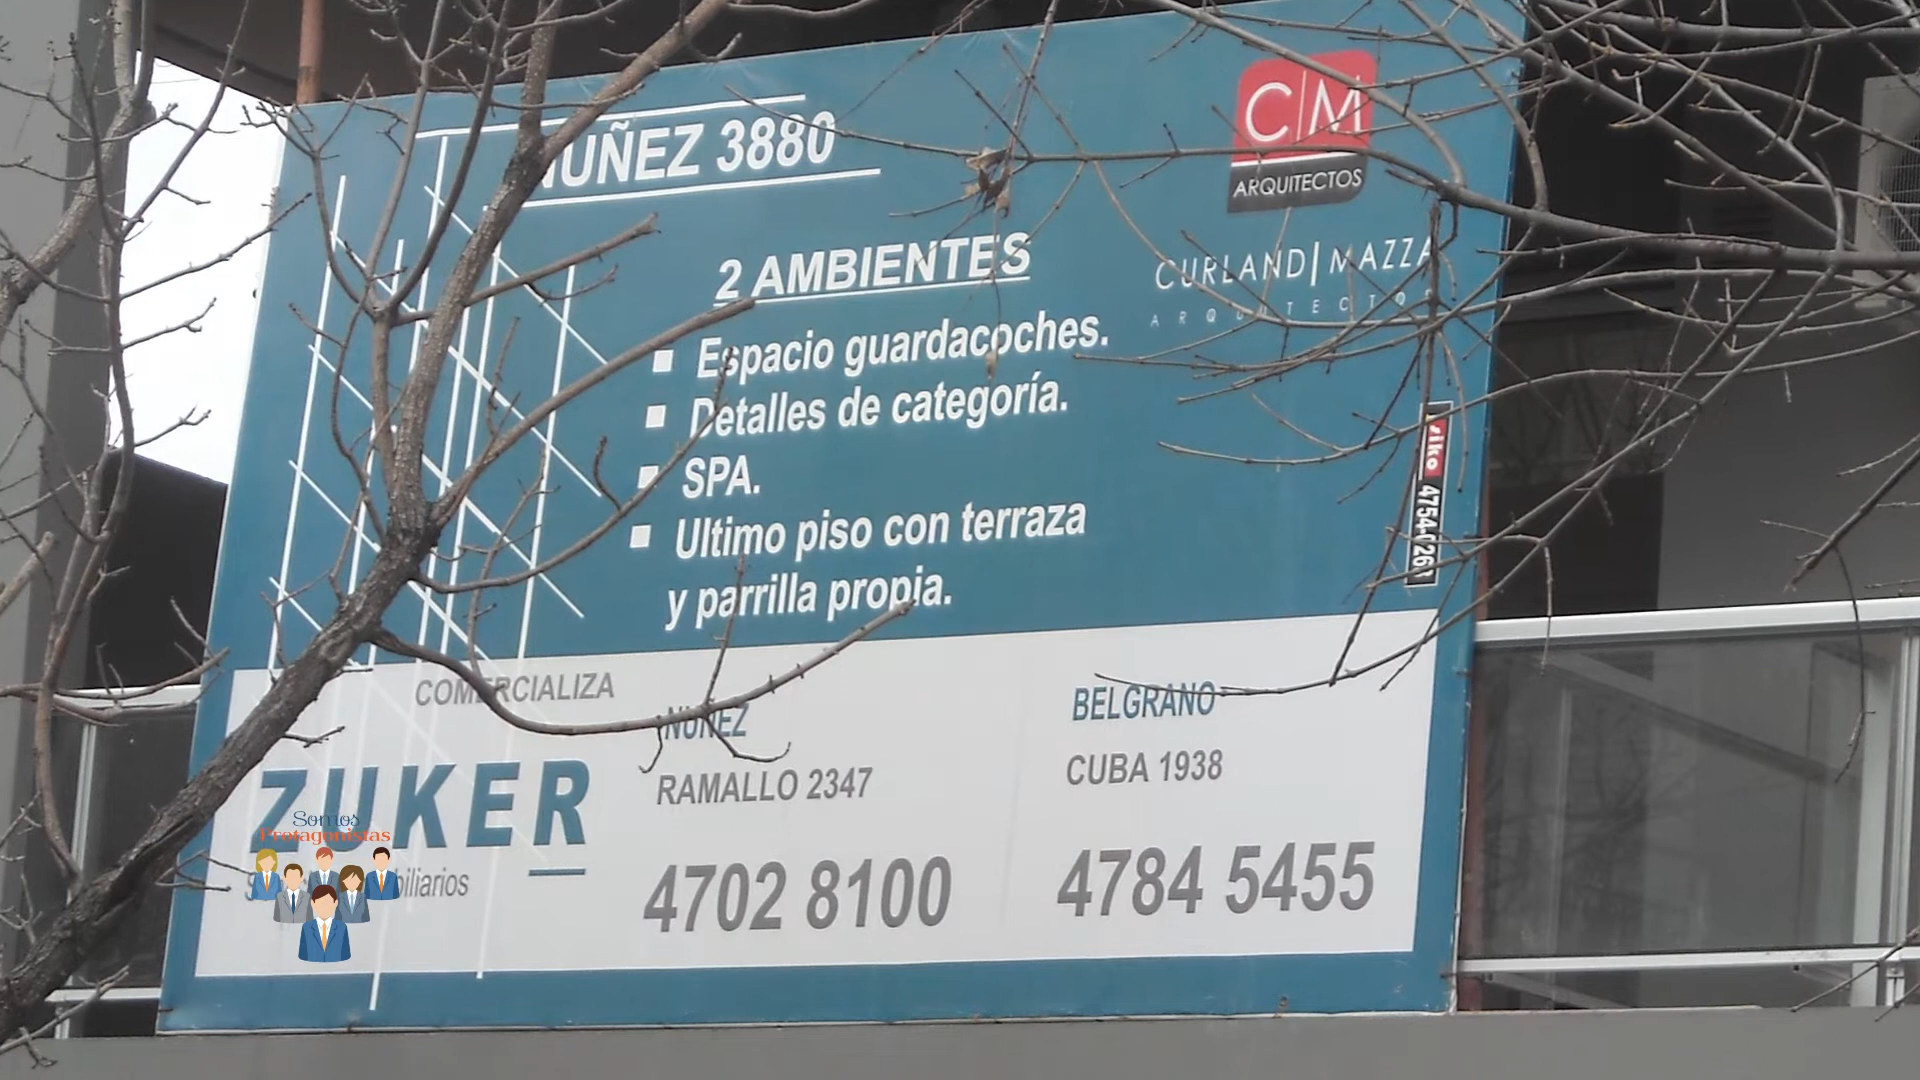 NUÑEZ 3880
C|M
ARQUITECTOS
CURLAND|MAZZA
ARQUITECTOS
2 AMBIENTES
Espacio guardacoches.
Detalles de categoría.
SPA.
Ultimo piso con terraza
y parrilla propia.
COMERCIALIZA
ZUKER
NUÑEZ
RAMALLO 2347
4702 8100
BELGRANO
CUBA 1938
4784 5455
Somos
Protagonistas